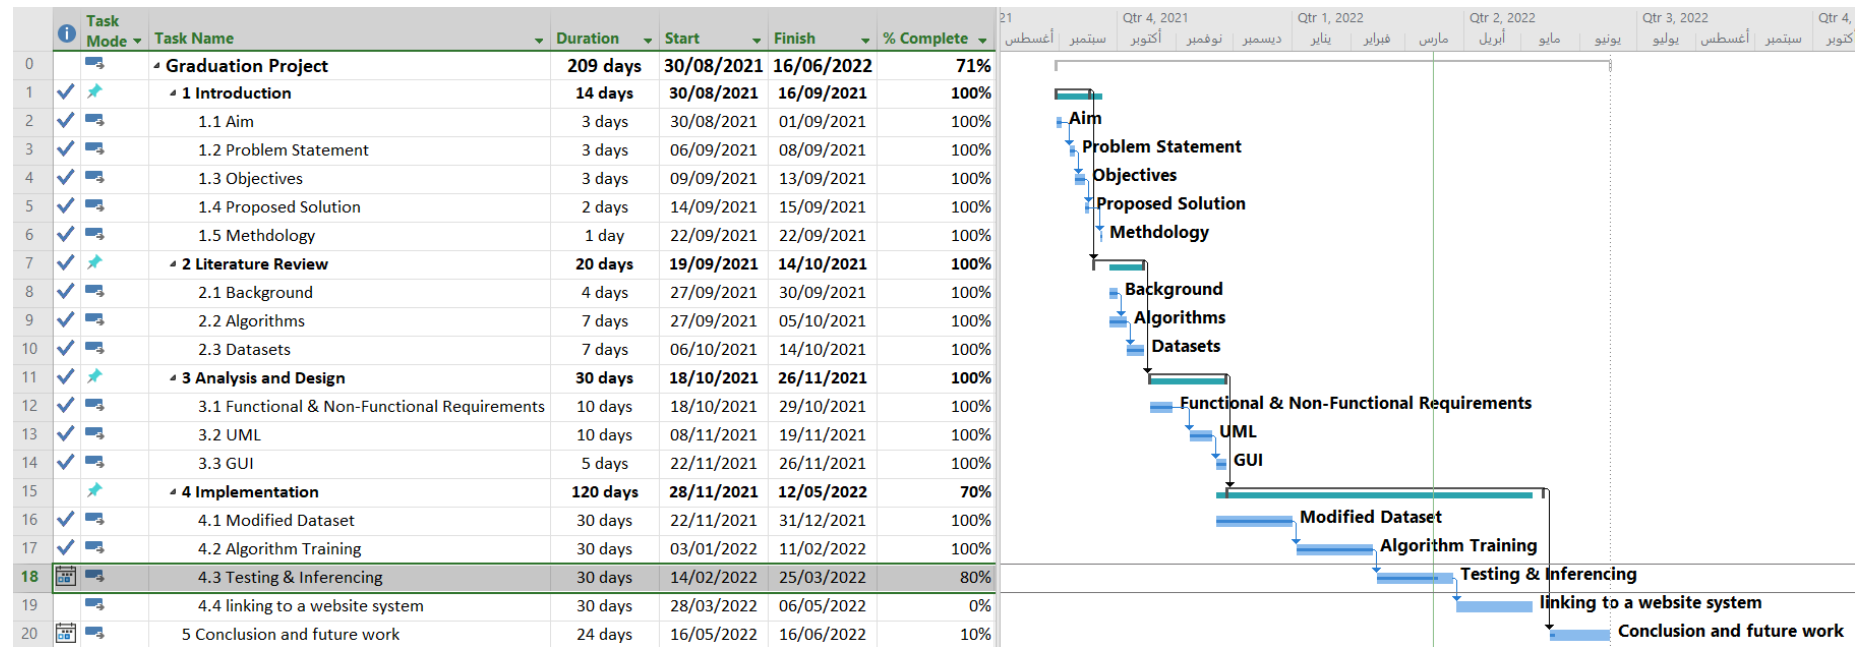 Task Mode Task Name Duration Start Finish % Complete
0 Graduation Project 209 days 30/08/2021 16/06/2022 71%
1 1 Introduction 14 days 30/08/2021 16/09/2021 100%
2 1.1 Aim 3 days 30/08/2021 01/09/2021 100%
3 1.2 Problem Statement 3 days 06/09/2021 08/09/2021 100%
4 1.3 Objectives 3 days 09/09/2021 13/09/2021 100%
5 1.4 Proposed Solution 2 days 14/09/2021 15/09/2021 100%
6 1.5 Methdology 1 day 22/09/2021 22/09/2021 100%
7 2 Literature Review 20 days 19/09/2021 14/10/2021 100%
8 2.1 Background 4 days 27/09/2021 30/09/2021 100%
9 2.2 Algorithms 7 days 27/09/2021 05/10/2021 100%
10 2.3 Datasets 7 days 06/10/2021 14/10/2021 100%
11 3 Analysis and Design 30 days 18/10/2021 26/11/2021 100%
12 3.1 Functional & Non-Functional Requirements 10 days 18/10/2021 29/10/2021 100%
13 3.2 UML 10 days 08/11/2021 19/11/2021 100%
14 3.3 GUI 5 days 22/11/2021 26/11/2021 100%
15 4 Implementation 120 days 28/11/2021 12/05/2022 70%
16 4.1 Modified Dataset 30 days 22/11/2021 31/12/2021 100%
17 4.2 Algorithm Training 30 days 03/01/2022 11/02/2022 100%
18 4.3 Testing & Inferencing 30 days 14/02/2022 25/03/2022 80%
19 4.4 linking to a website system 30 days 28/03/2022 06/05/2022 0%
20 5 Conclusion and future work 24 days 16/05/2022 16/06/2022 10%
21 Qtr 4, 2021 Qtr 1, 2022 Qtr 2, 2022 Qtr 3, 2022 Qtr 4,
أغسطس سبتمبر أكتوبر نوفمبر ديسمبر يناير فبراير مارس أبريل مايو يونيو يوليو أغسطس سبتمبر كتوبر
Aim
Problem Statement
Objectives
Proposed Solution
Methdology
Background
Algorithms
Datasets
Functional & Non-Functional Requirements
UML
GUI
Modified Dataset
Algorithm Training
Testing & Inferencing
linking to a website system
Conclusion and future work